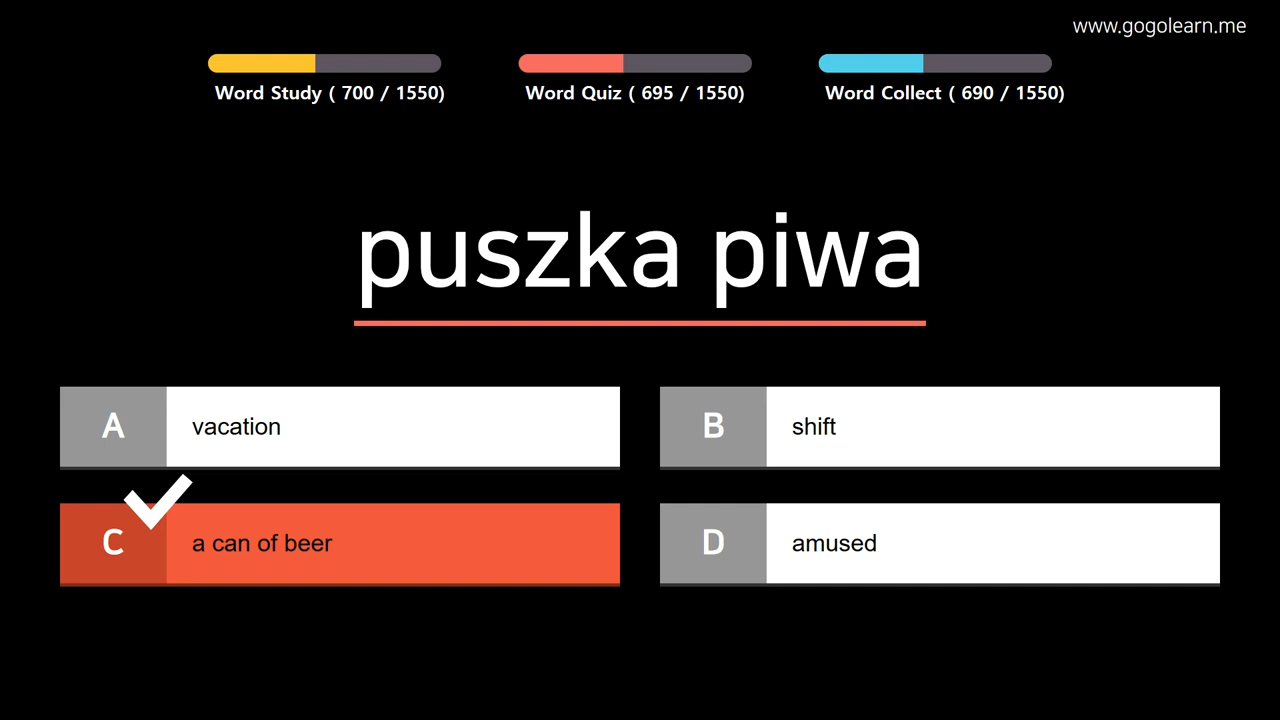 www.gogolearn.me
Word Study ( 700 / 1550)
Word Quiz ( 695 / 1550)
Word Collect ( 690 / 1550)
puszka piwa
A
vacation
B
shift
C
a can of beer
D
amused